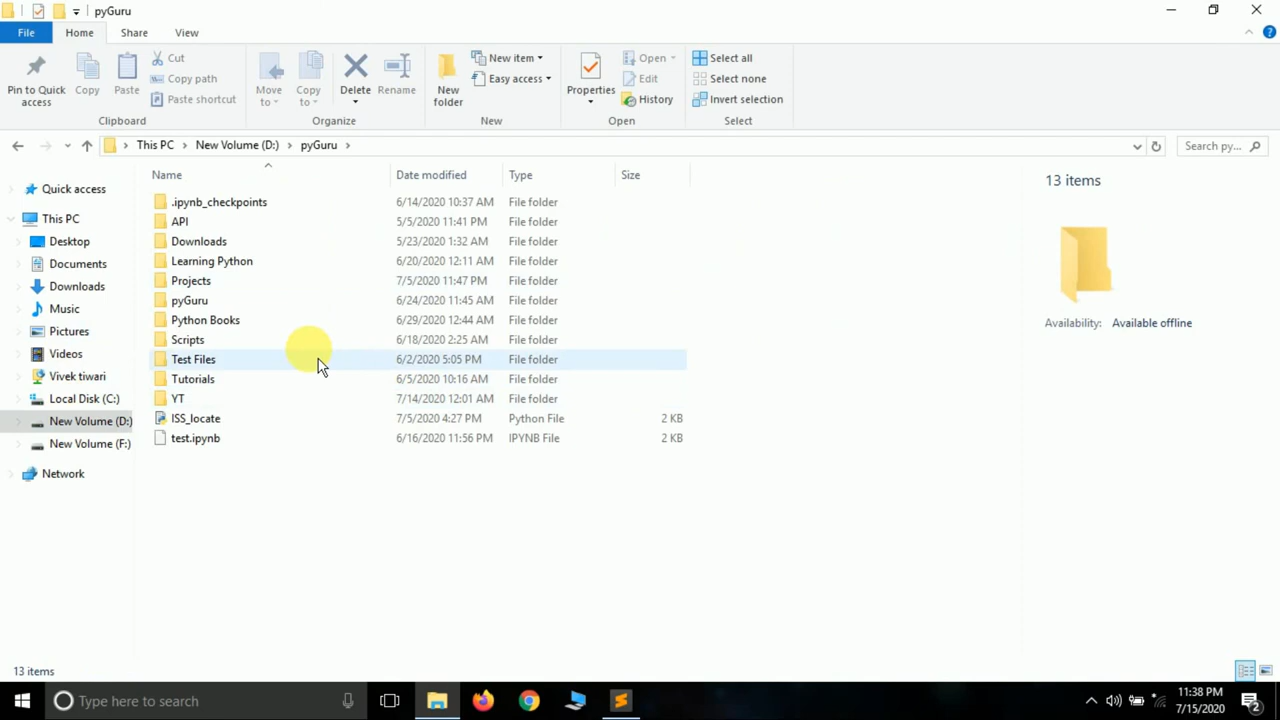 pyGuru
File Home Share View
Pin to Quick access
Copy
Paste
Cut
Copy path
Paste shortcut
Clipboard
Move to
Copy to
Delete
Rename
Organize
New folder
New item
Easy access
New
Properties
Open
Edit
History
Open
Select all
Select none
Invert selection
Select
This PC New Volume (D:) pyGuru
Search py...
Name Date modified Type Size
.ipynb_checkpoints 6/14/2020 10:37 AM File folder
API 5/5/2020 11:41 PM File folder
Downloads 5/23/2020 1:32 AM File folder
Learning Python 6/20/2020 12:11 AM File folder
Projects 7/5/2020 11:47 PM File folder
pyGuru 6/24/2020 11:45 AM File folder
Python Books 6/29/2020 12:44 AM File folder
Scripts 6/18/2020 2:25 AM File folder
Test Files 6/2/2020 5:05 PM File folder
Tutorials 6/5/2020 10:16 AM File folder
YT 7/14/2020 12:01 AM File folder
ISS_locate 7/5/2020 4:27 PM Python File 2 KB
test.ipynb 6/16/2020 11:56 PM IPYNB File 2 KB
Quick access
This PC
Desktop
Documents
Downloads
Music
Pictures
Videos
Vivek tiwari
Local Disk (C:)
New Volume (D:)
New Volume (F:)
Network
13 items
Availability: Available offline
13 items
Type here to search
11:38 PM
7/15/2020
2